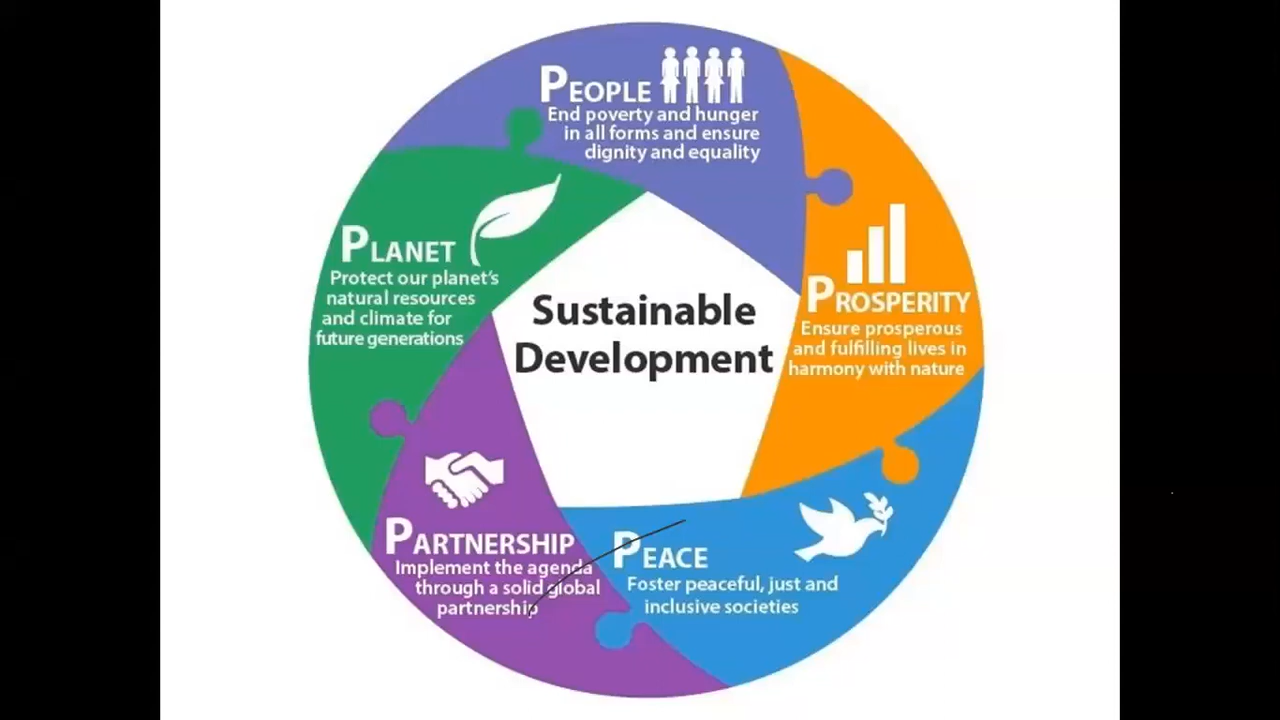 PEOPLE
End poverty and hunger
in all forms and ensure
dignity and equality
PROSPERITY
Ensure prosperous
and fulfilling lives in
harmony with nature
PLANET
Protect our planet's
natural resources
and climate for
future generations
Sustainable
Development
PARTNERSHIP
Implement the agenda
through a solid global
partnership
PEACE
Foster peaceful, just and
inclusive societies